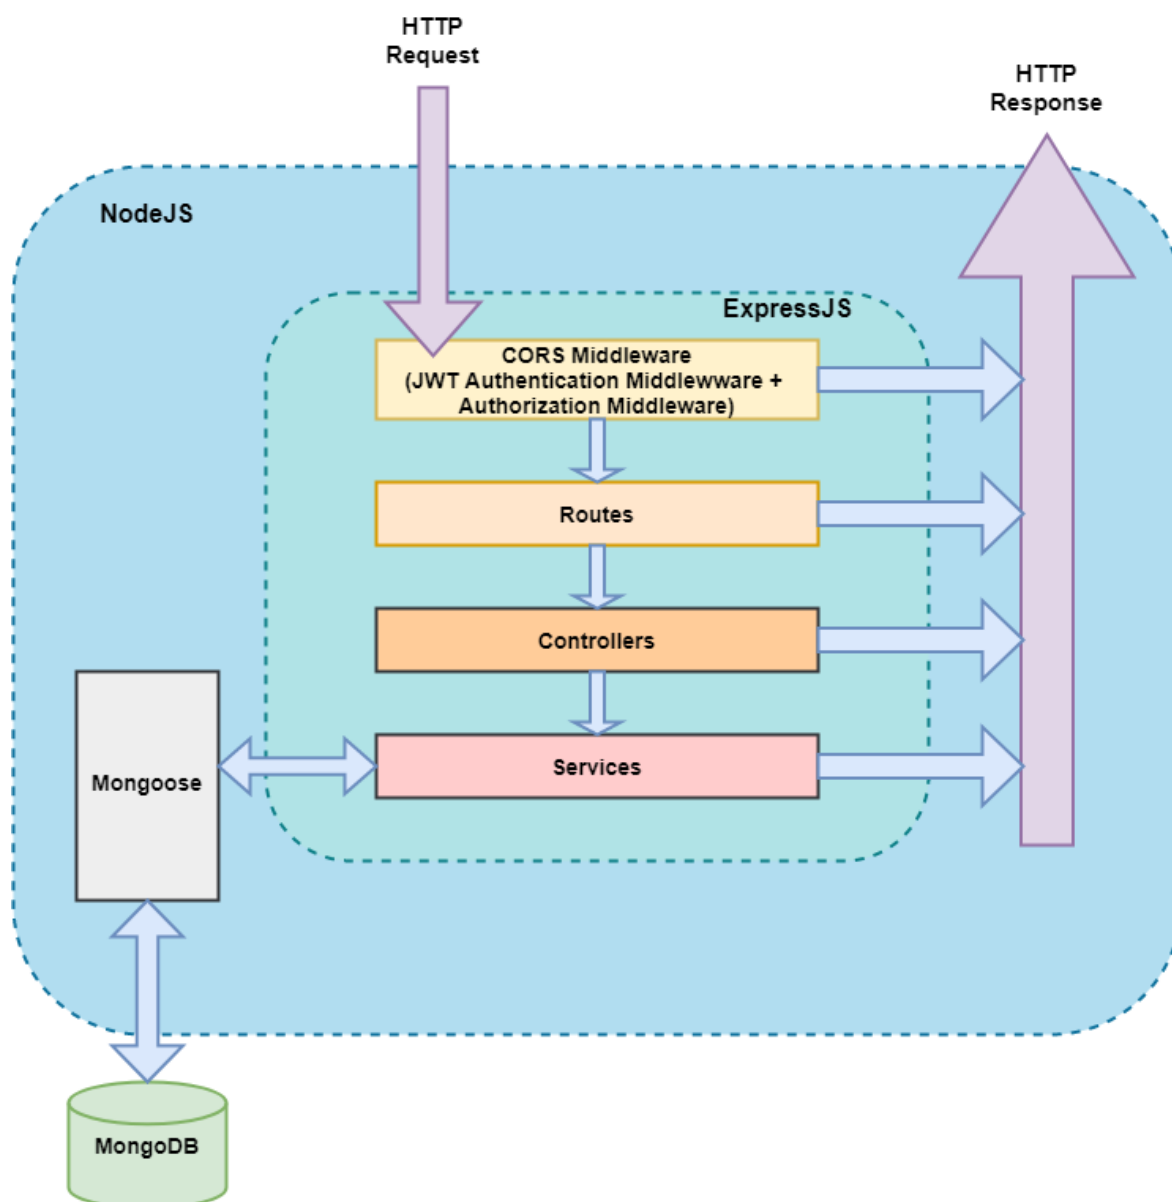 HTTP
Request
HTTP
Response
NodeJS
ExpressJS
CORS Middleware
(JWT Authentication Middlewware +
Authorization Middleware)
Routes
Controllers
Services
Mongoose
MongoDB